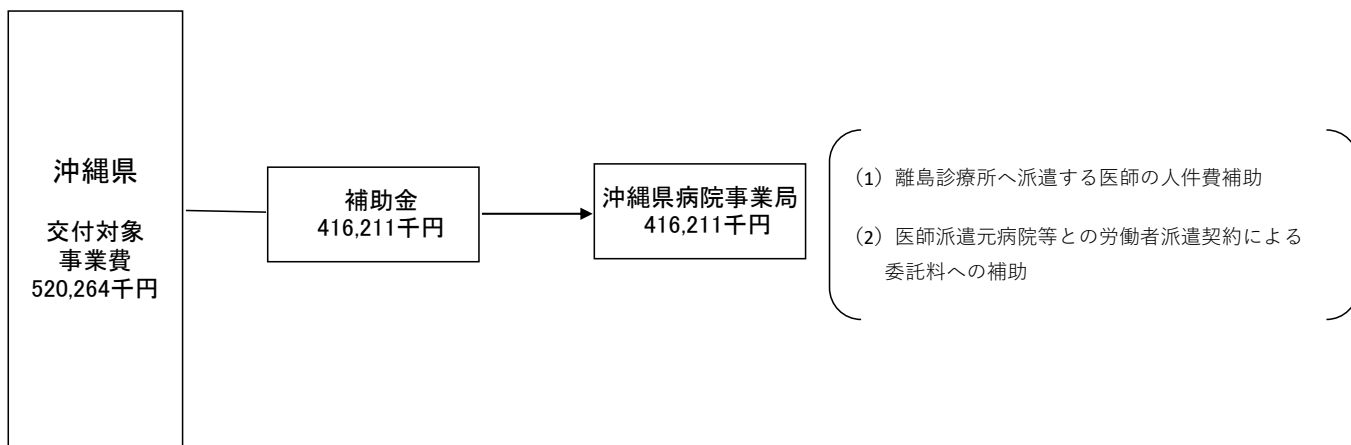 沖縄県
交付対象
事業費
520,264千円
補助金
416,211千円
沖縄県病院事業局
416,211千円
（1）離島診療所へ派遣する医師の人件費補助
（2）医師派遣元病院等との労働者派遣契約による
委託料への補助